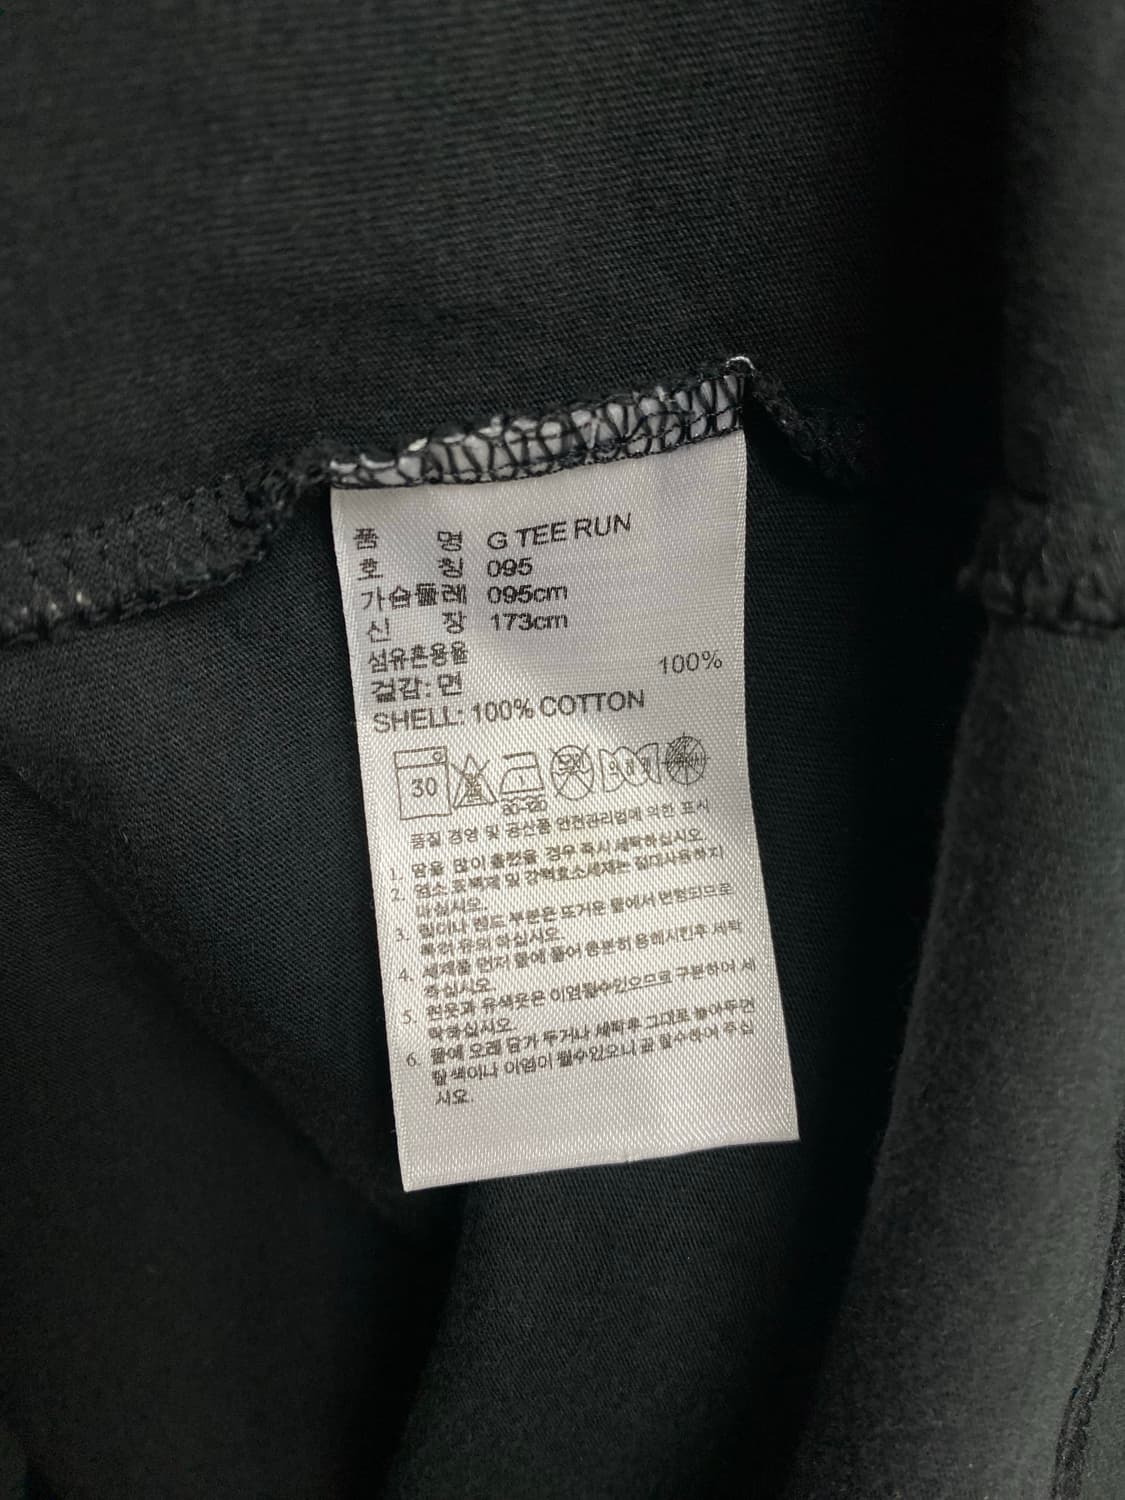 품 명 G TEE RUN
호 칭 095
가슴둘레 095cm
신 장 173cm
섬유혼용율
100%
겉감: 면
SHELL: 100% COTTON
30
80-120
품질 경영 및 공산품 안전관리법에 의한 표시
1. 땀을 많이 흘렸을 경우 즉시 세탁하십시오.
2. 염소 표백제 및 강력효소세제는 절대사용하지
마십시오.
3. 립이나 밴드 부분은 뜨거운 물에서 변형되므로
특히 유의 하십시오.
4. 세제를 먼저 물에 풀어 충분히 용해시킨후 세탁
하십시오.
5. 흰옷과 유색옷은 이염될수있으므로 구분하여 세
탁하십시오.
6. 물에 오래 담가 두거나 세탁후 그대로 놓아두면
탈색이나 이염이 될수있으니 곧 탈수하여 주십
시오.